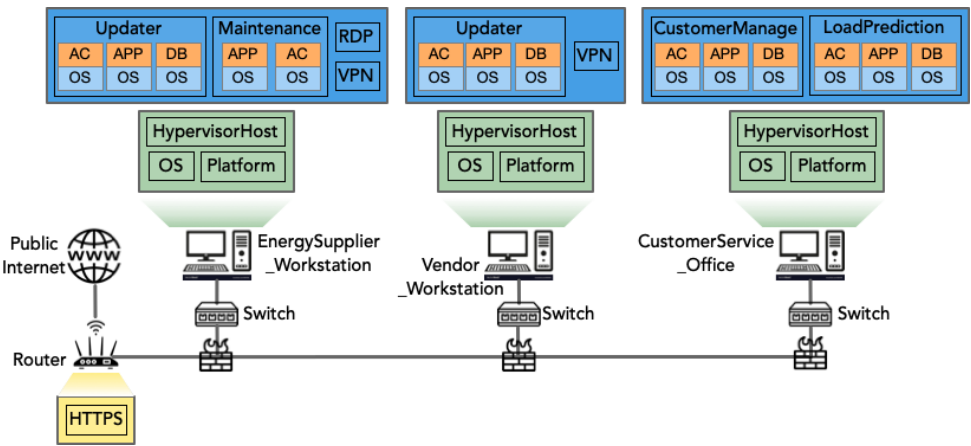 Updater
AC APP DB
OS OS OS
Maintenance
APP AC
OS OS
RDP
VPN
Updater
AC APP DB
OS OS OS
VPN
CustomerManage
AC APP DB
OS OS OS
LoadPrediction
AC APP DB
OS OS OS
HypervisorHost
OS Platform
HypervisorHost
OS Platform
HypervisorHost
OS Platform
Public
Internet
WWW
EnergySupplier
_Workstation
Vendor
_Workstation
CustomerService
_Office
Switch
Switch
Switch
Router
HTTPS